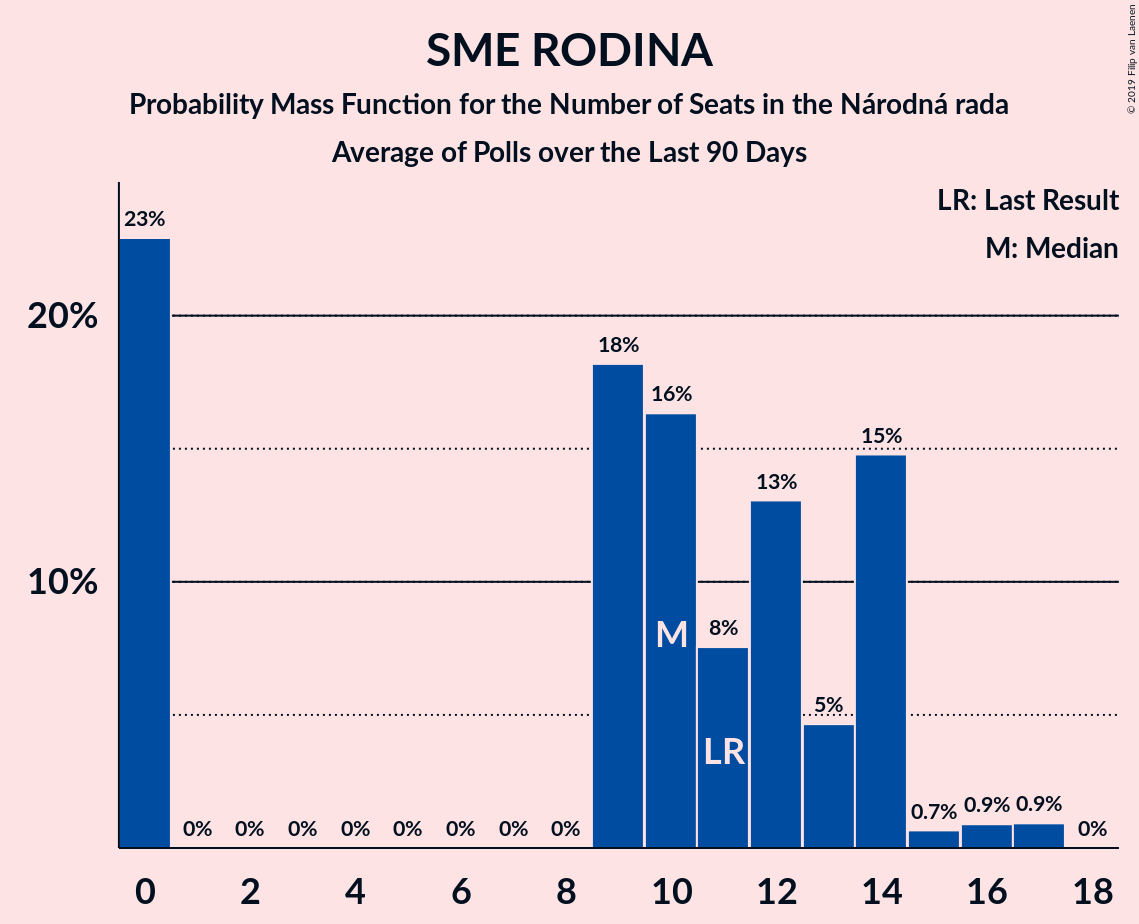 SME RODINA
Probability Mass Function for the Number of Seats in the Národná rada
Average of Polls over the Last 90 Days
© 2019 Filip van Laenen
LR: Last Result
M: Median
23%
20%
18%
16%
15%
13%
10%
8%
M
5%
LR
0% 0% 0% 0% 0% 0% 0% 0% 0.7% 0.9% 0.9% 0%
0 2 4 6 8 10 12 14 16 18